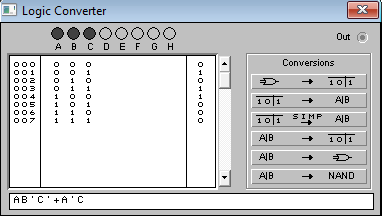 Logic Converter
Out
A B C D E F G H
000 0 0 0 0
001 0 0 1 1
002 0 1 0 0
003 0 1 1 1
004 1 0 0 1
005 1 0 1 0
006 1 1 0 0
007 1 1 1 0
Conversions
→ 1 0 1
1 0 1 → A|B
1 0 1 SIMP → A|B
A|B → 1 0 1
A|B →
A|B → NAND
AB'C'+A'C